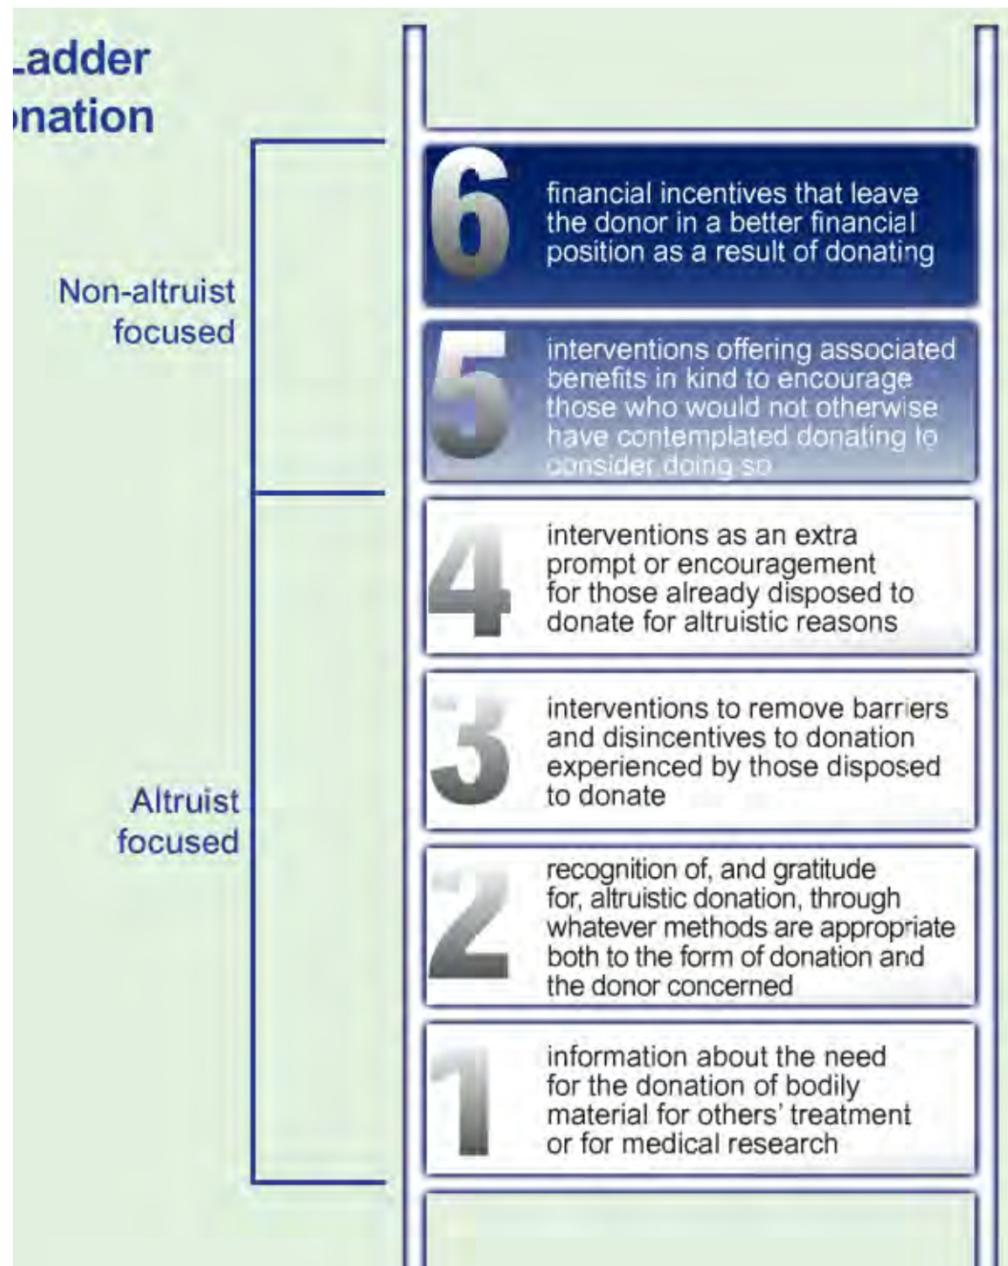 Ladder
onation
6
financial incentives that leave
the donor in a better financial
position as a result of donating
Non-altruist
focused
5
interventions offering associated
benefits in kind to encourage
those who would not otherwise
have contemplated donating to
consider doing so
4
interventions as an extra
prompt or encouragement
for those already disposed to
donate for altruistic reasons
3
interventions to remove barriers
and disincentives to donation
experienced by those disposed
to donate
Altruist
focused
2
recognition of, and gratitude
for, altruistic donation, through
whatever methods are appropriate
both to the form of donation and
the donor concerned
1
information about the need
for the donation of bodily
material for others' treatment
or for medical research